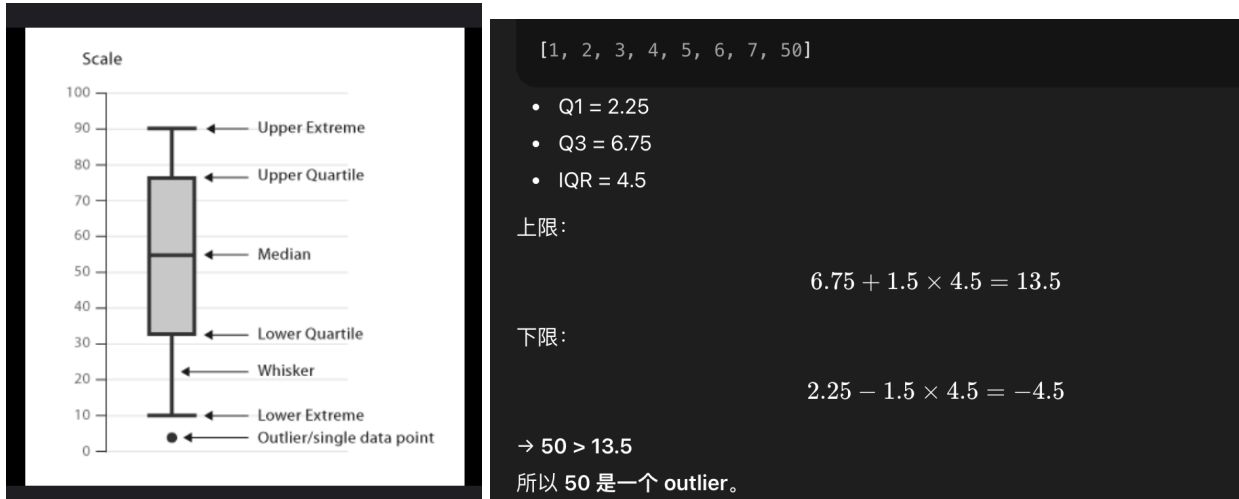 Scale
100
90
Upper Extreme
80
Upper Quartile
70
60
Median
50
40
Lower Quartile
30
Whisker
20
10
Lower Extreme
Outlier/single data point
0
[1, 2, 3, 4, 5, 6, 7, 50]
• Q1 = 2.25
• Q3 = 6.75
• IQR = 4.5
上限：
6.75 + 1.5 × 4.5 = 13.5
下限：
2.25 − 1.5 × 4.5 = −4.5
→ 50 > 13.5
所以 50 是一个 outlier。